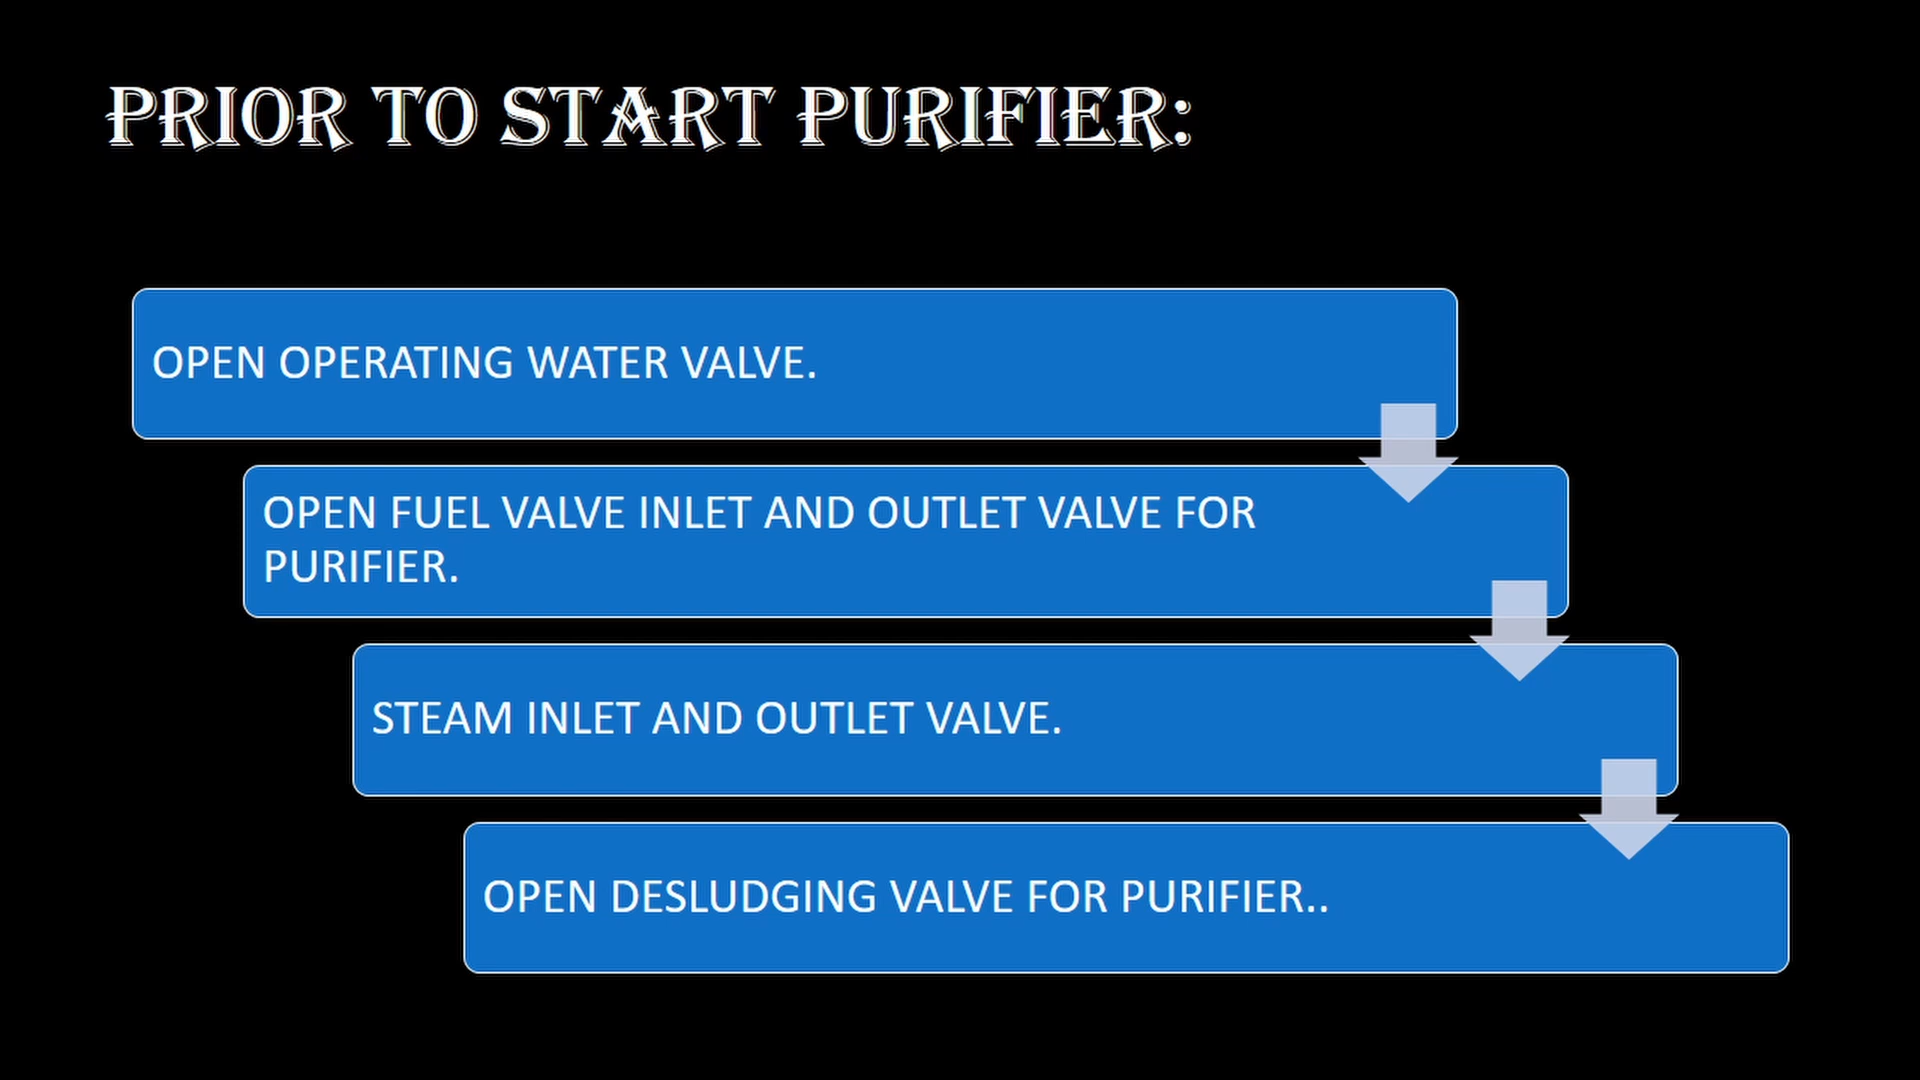 PRIOR TO START PURIFIER:
OPEN OPERATING WATER VALVE.
OPEN FUEL VALVE INLET AND OUTLET VALVE FOR
PURIFIER.
STEAM INLET AND OUTLET VALVE.
OPEN DESLUDGING VALVE FOR PURIFIER..